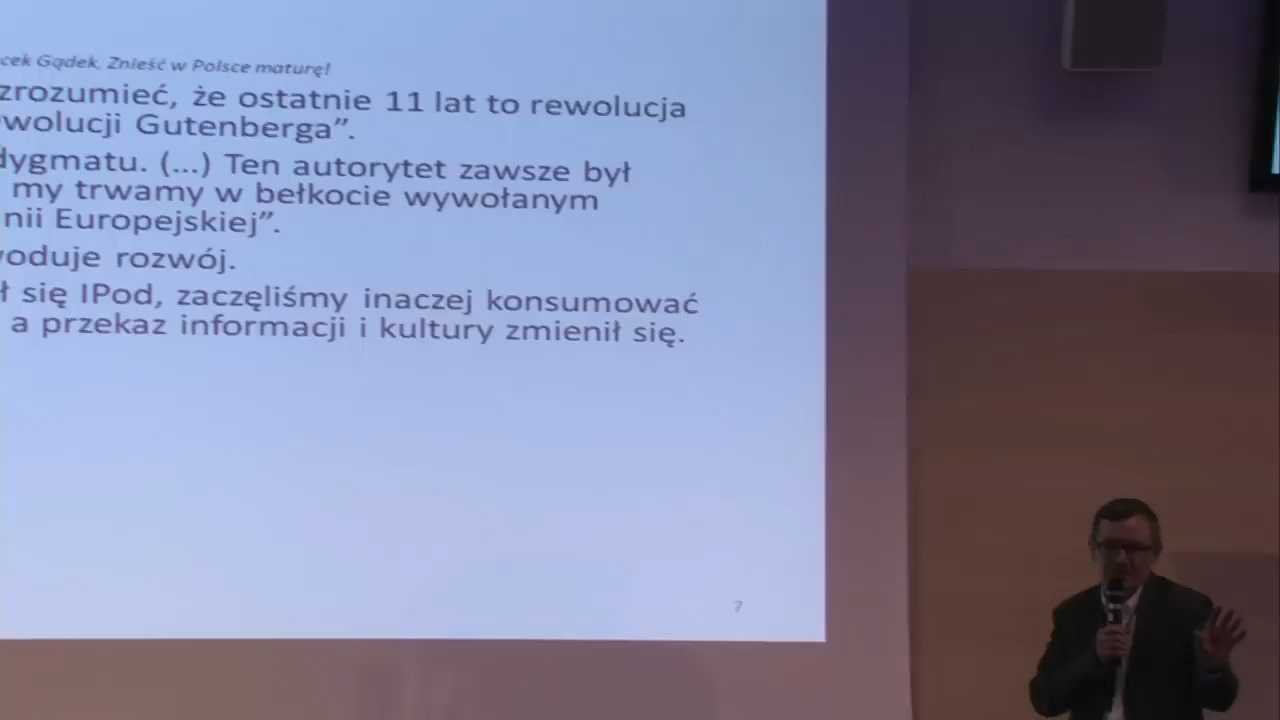 cek Gądek, Znieść w Polsce maturę!
zrozumieć, że ostatnie 11 lat to rewolucja
wolucji Gutenberga”.
dygmatu. (...) Ten autorytet zawsze był
my trwamy w bełkocie wywołanym
nii Europejskiej”.
woduje rozwój.
ł się IPod, zaczęliśmy inaczej konsumować
a przekaz informacji i kultury zmienił się.
7